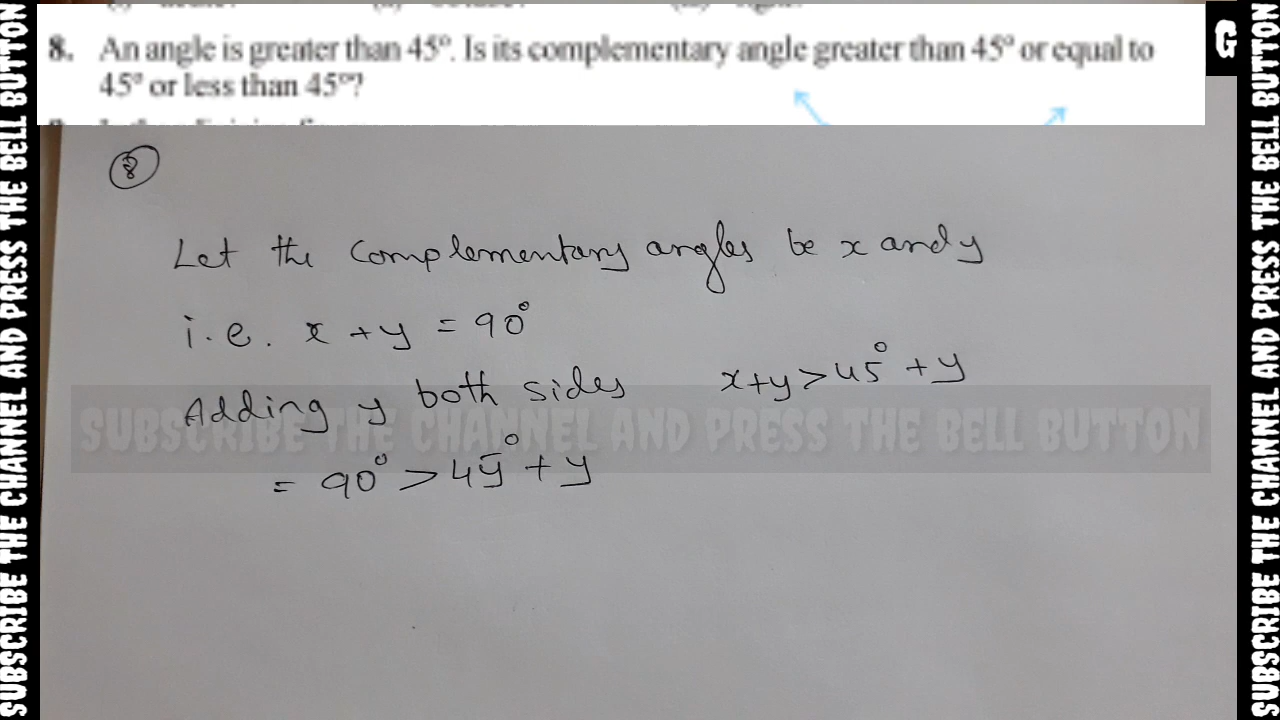 SUBSCRIBE THE CHANNEL AND PRESS THE BELL BUTTON
8. An angle is greater than 45°. Is its complementary angle greater than 45° or equal to
45° or less than 45°?
G
8
Let the complementary angles be x and y
i.e. x + y = 90°
Adding y both sides x+y > 45° + y
SUBSCRIBE THE CHANNEL AND PRESS THE BELL BUTTON
= 90° > 45° + y
SUBSCRIBE THE CHANNEL AND PRESS THE BELL BUTTON